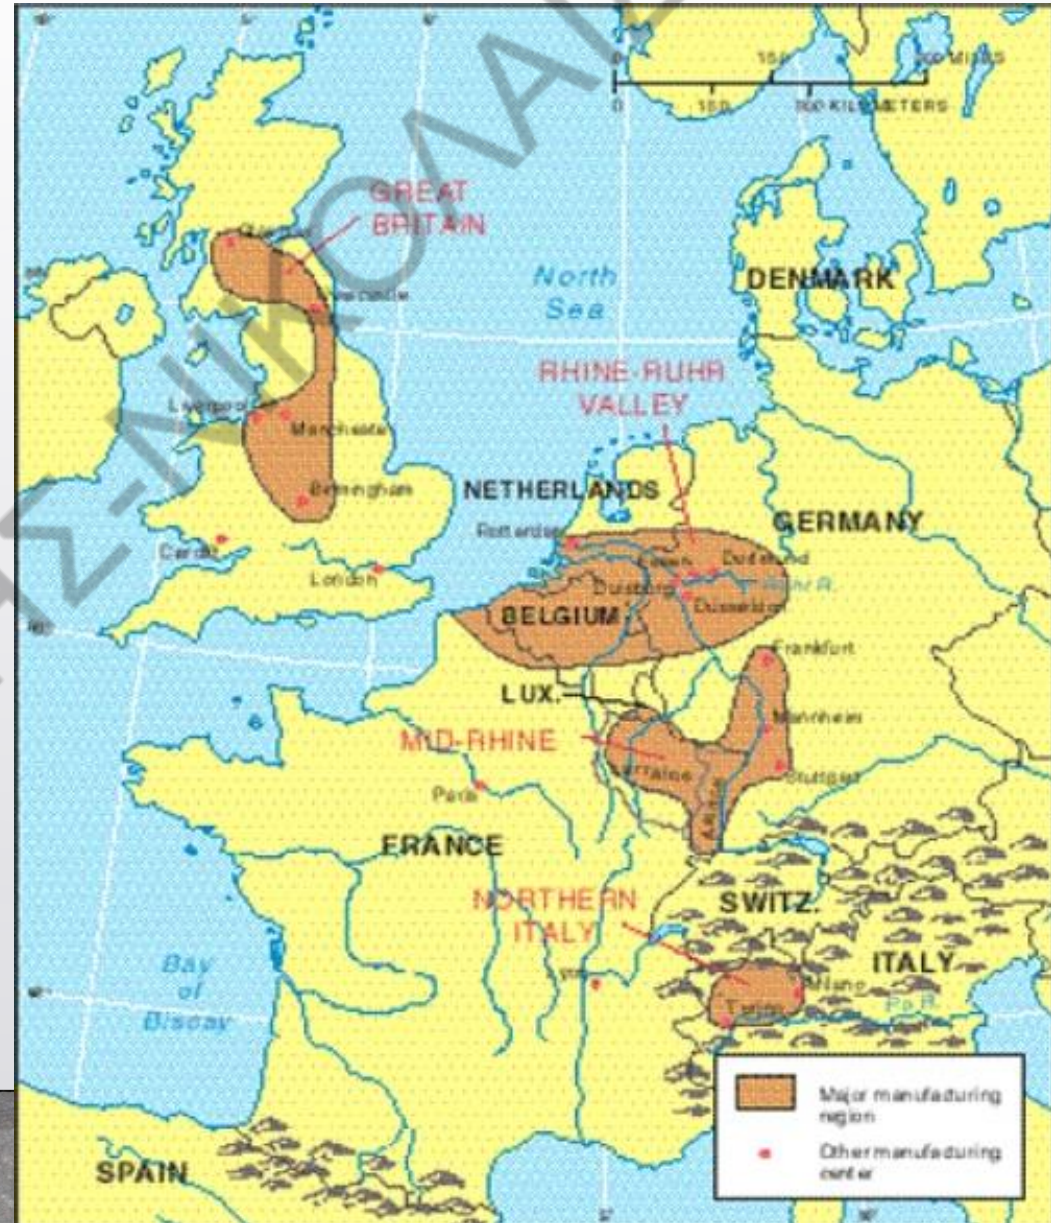 0 150 300 MILES
0 150 300 KILOMETERS
GREAT
BRITAIN
Glasgow
Newcastle
North
Sea
DENMARK
RHINE-RUHR
VALLEY
Liverpool
Manchester
Birmingham
NETHERLANDS
GERMANY
Rotterdam
Cardiff
London
Essen
Dortmund
Duisburg
Ruhr R.
Düsseldorf
BELGIUM
Frankfurt
LUX.
Mannheim
MID-RHINE
Lorraine
Stuttgart
Paris
Alsace
FRANCE
NORTHERN
ITALY
SWITZ.
ITALY
Bay
of
Biscay
Lyon
Milano
Torino
Po R.
Major manufacturing
region
Other manufacturing
center
SPAIN